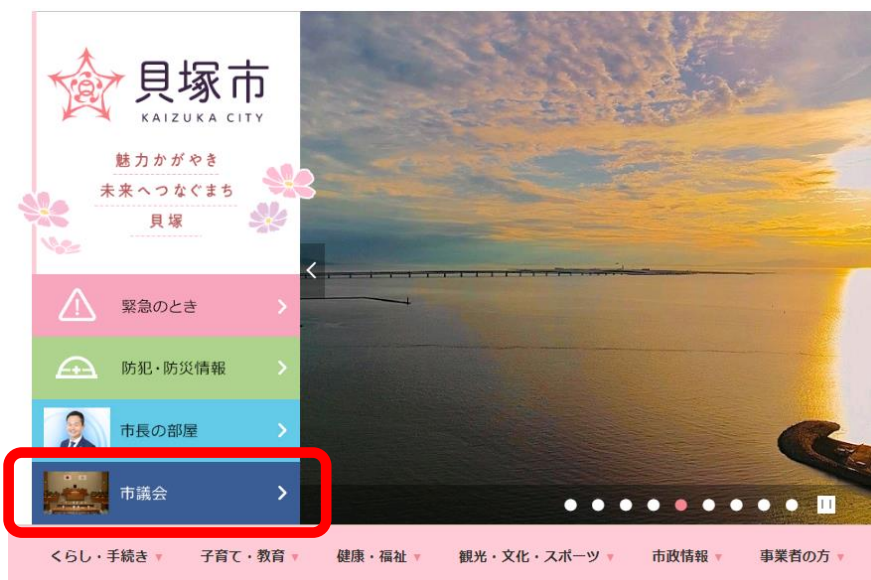 貝塚市
KAIZUKA CITY
魅力かがやき
未来へつなぐまち
貝塚
緊急のとき
防犯・防災情報
市長の部屋
市議会
くらし・手続き▼ 子育て・教育▼ 健康・福祉▼ 観光・文化・スポーツ▼ 市政情報▼ 事業者の方▼